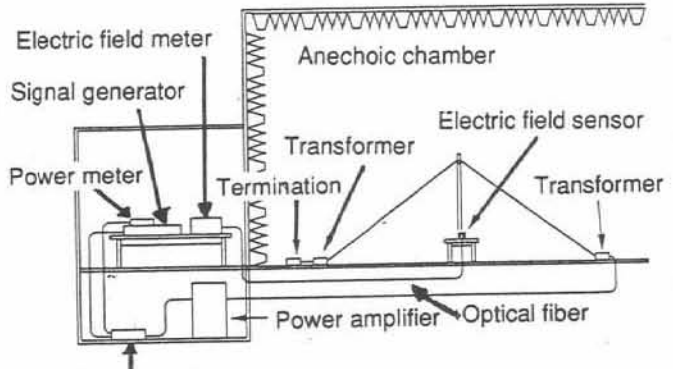 Electric field meter
Anechoic chamber
Signal generator
Electric field sensor
Transformer
Power meter
Termination
Transformer
Power amplifier
Optical fiber